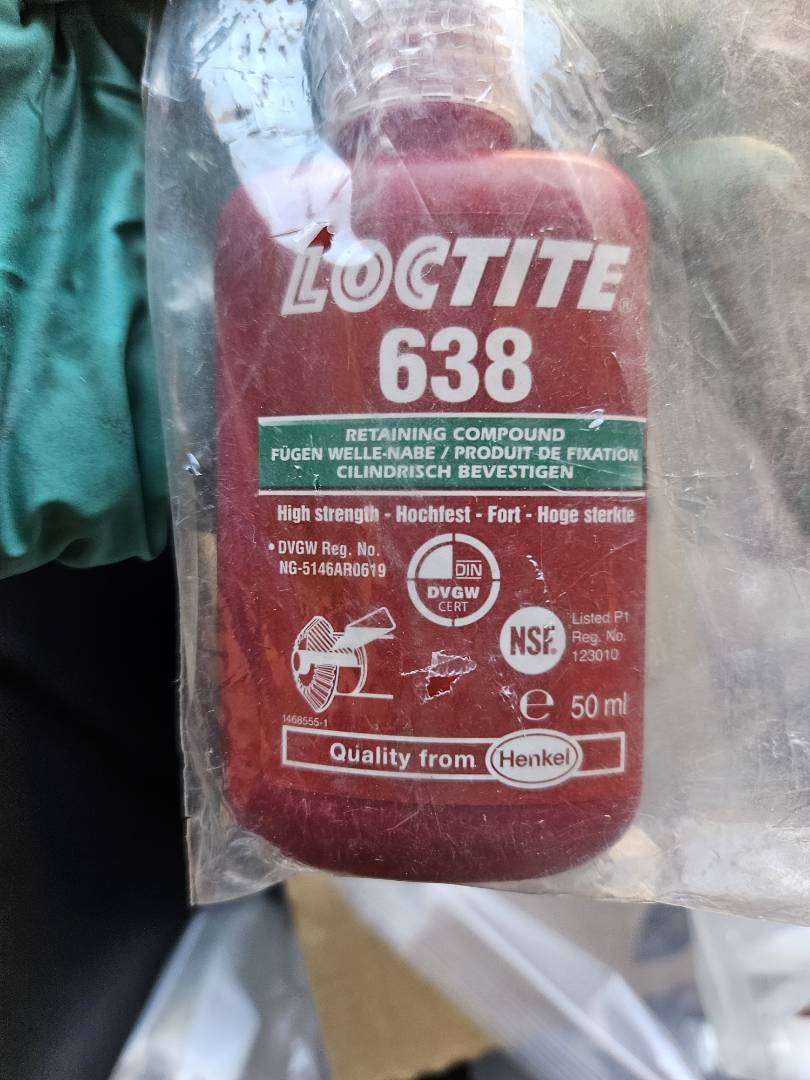 LOCTITE®
638
RETAINING COMPOUND
FÜGEN WELLE-NABE / PRODUIT DE FIXATION
CILINDRISCH BEVESTIGEN
High strength - Hochfest - Fort - Hoge sterkte
• DVGW Reg. No.
NG-5146AR0619
DIN
DVGW
CERT
NSF.
Listed P1
Reg. No.
123010
℮ 50 ml
1468555-1
Quality from Henkel